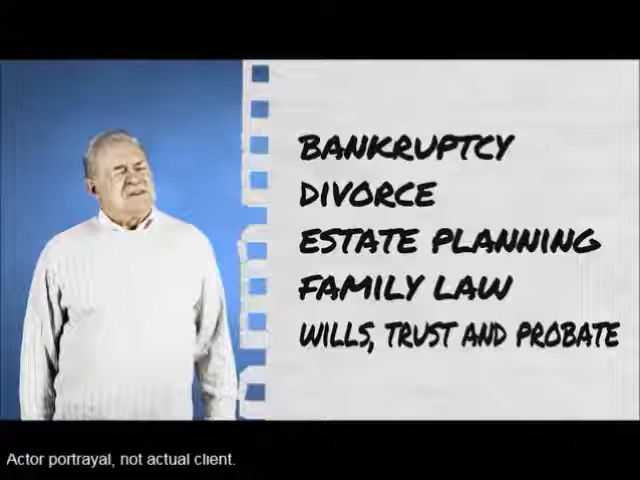 BANKRUPTCY
DIVORCE
ESTATE PLANNING
FAMILY LAW
WILLS, TRUST AND PROBATE
Actor portrayal, not actual client.